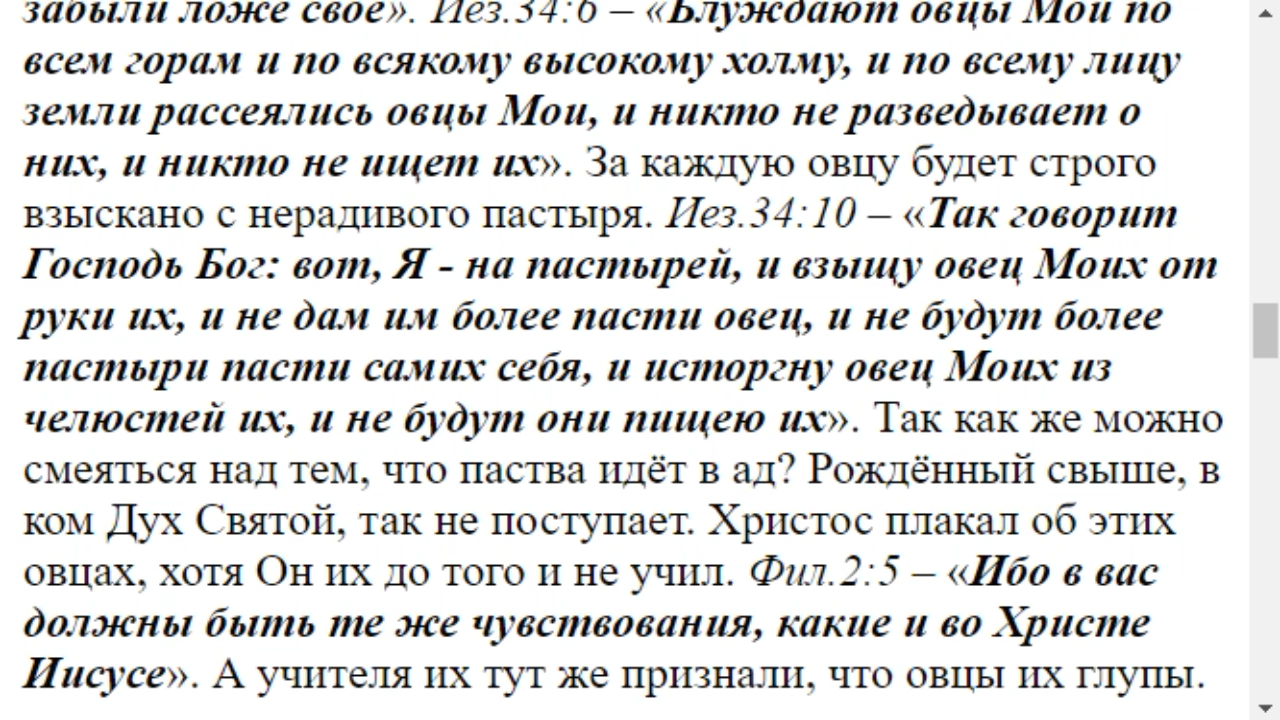 забыли ложе своё». Иез.34:6 – «Блуждают овцы Мои по
всем горам и по всякому высокому холму, и по всему лицу
земли рассеялись овцы Мои, и никто не разведывает о
них, и никто не ищет их». За каждую овцу будет строго
взыскано с нерадивого пастыря. Иез.34:10 – «Так говорит
Господь Бог: вот, Я - на пастырей, и взыщу овец Моих от
руки их, и не дам им более пасти овец, и не будут более
пастыри пасти самих себя, и исторгну овец Моих из
челюстей их, и не будут они пищею их». Так как же можно
смеяться над тем, что паства идёт в ад? Рождённый свыше, в
ком Дух Святой, так не поступает. Христос плакал об этих
овцах, хотя Он их до того и не учил. Фил.2:5 – «Ибо в вас
должны быть те же чувствования, какие и во Христе
Иисусе». А учителя их тут же признали, что овцы их глупы.